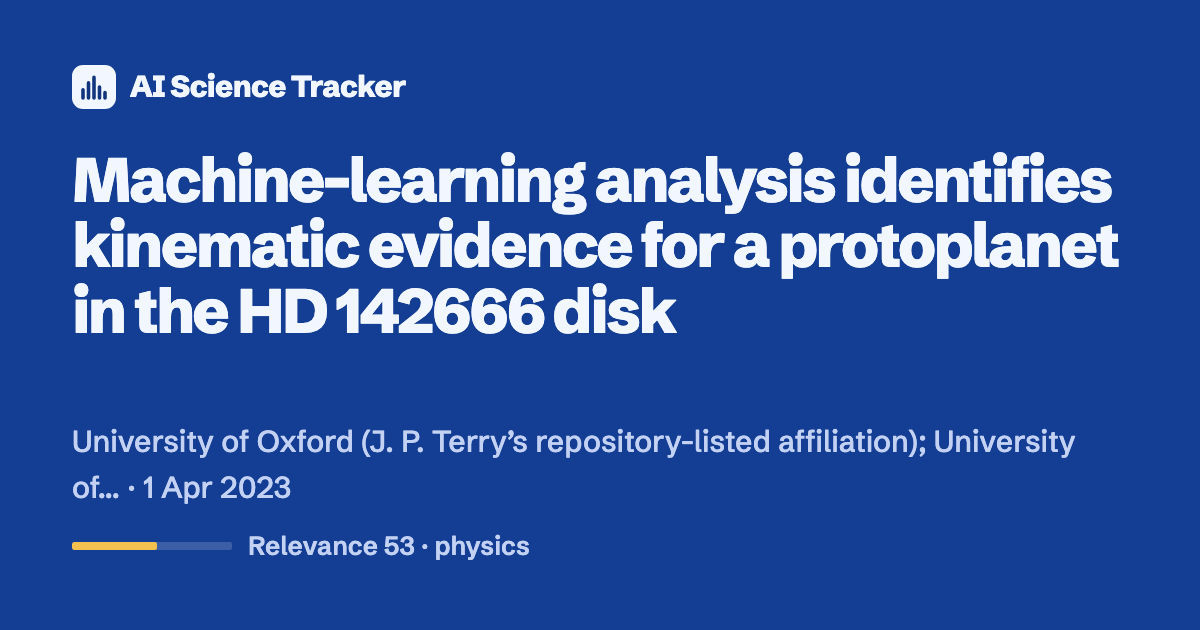 AI Science Tracker
Machine-learning analysis identifies
kinematic evidence for a protoplanet
in the HD 142666 disk
University of Oxford (J. P. Terry’s repository-listed affiliation); University
of… · 1 Apr 2023
Relevance 53 · physics